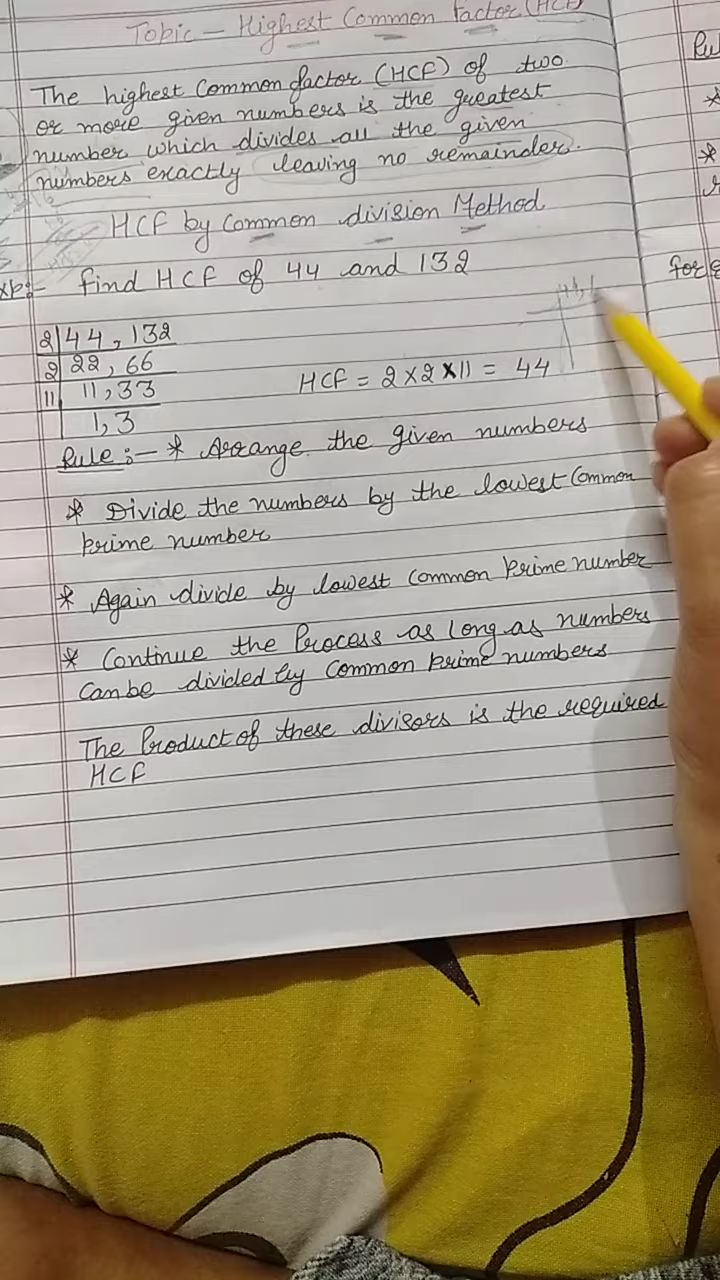 Topic - Highest Common factor (HCF)
The highest Common factor (HCF) of two
or more given numbers is the greatest
number which divides all the given
numbers exactly leaving no remainder.
HCF by Common division Method
Find HCF of 44 and 132
for
2 | 44, 132
2 | 22, 66
11 | 11, 33
1, 3
HCF = 2 × 2 × 11 = 44
Rule :- * Arrange the given numbers
* Divide the numbers by the lowest Common
prime number
* Again divide by lowest common prime number
* Continue the Process as long as numbers
Can be divided by Common prime numbers
The Product of these divisors is the required
HCF